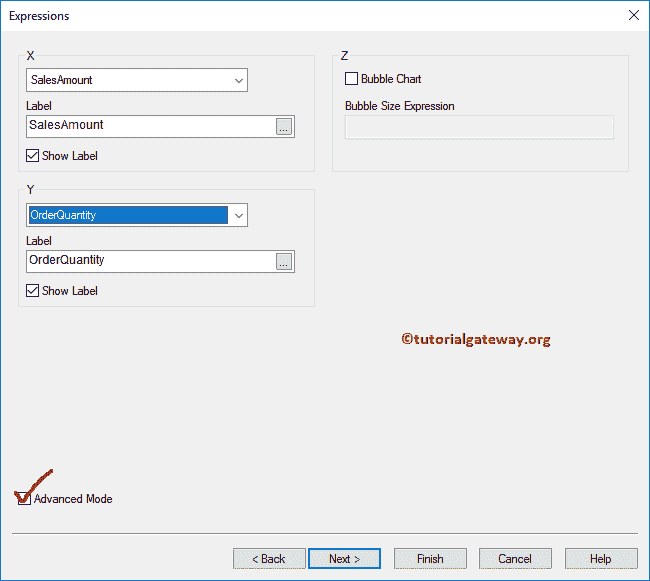 Expressions
X
SalesAmount
Label
SalesAmount
...
Show Label
Z
Bubble Chart
Bubble Size Expression
Y
OrderQuantity
Label
OrderQuantity
...
Show Label
©tutorialgateway.org
Advanced Mode
< Back
Next >
Finish
Cancel
Help